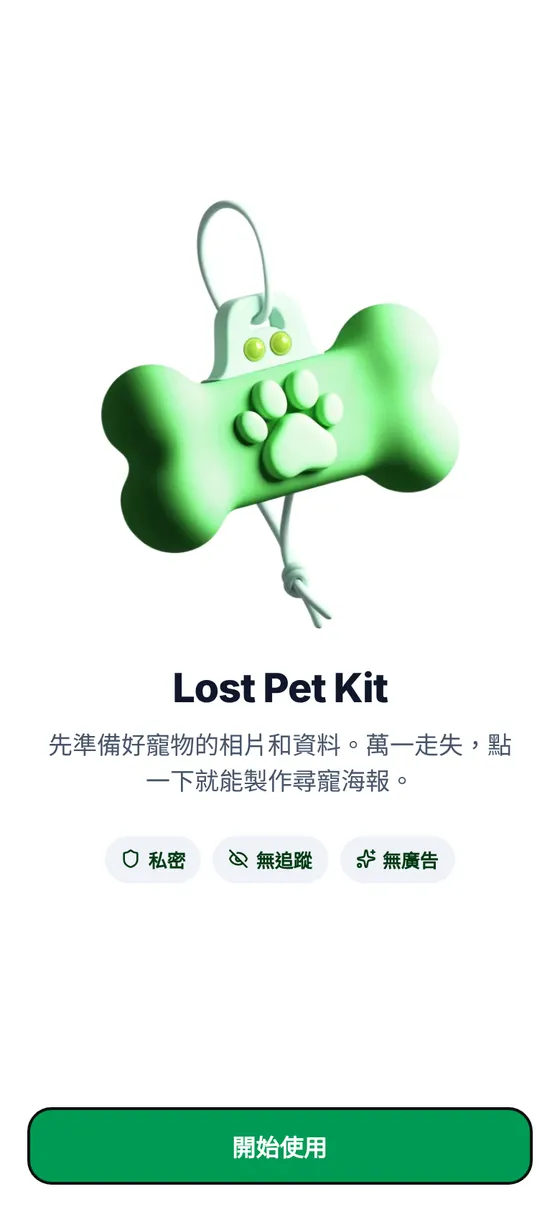 Lost Pet Kit
先準備好寵物的相片和資料。萬一走失，點
一下就能製作尋寵海報。
私密
無追蹤
無廣告
開始使用